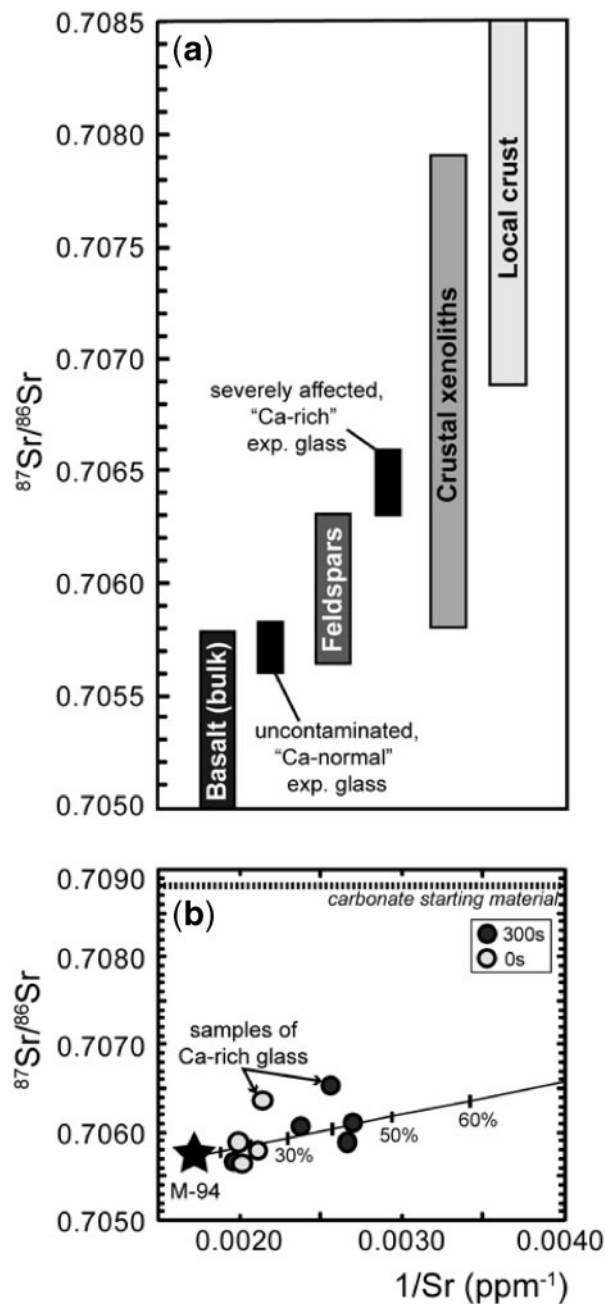 (a)
⁸⁷Sr/⁸⁶Sr
0.7085
0.7080
0.7075
0.7070
0.7065
0.7060
0.7055
0.7050
Local crust
Crustal xenoliths
severely affected,
“Ca-rich”
exp. glass
Feldspars
Basalt (bulk)
uncontaminated,
“Ca-normal”
exp. glass
(b)
⁸⁷Sr/⁸⁶Sr
0.7090
0.7080
0.7070
0.7060
0.7050
carbonate starting material
300s
0s
samples of
Ca-rich glass
M-94
30%
50%
60%
0.0020
0.0030
0.0040
1/Sr (ppm⁻¹)